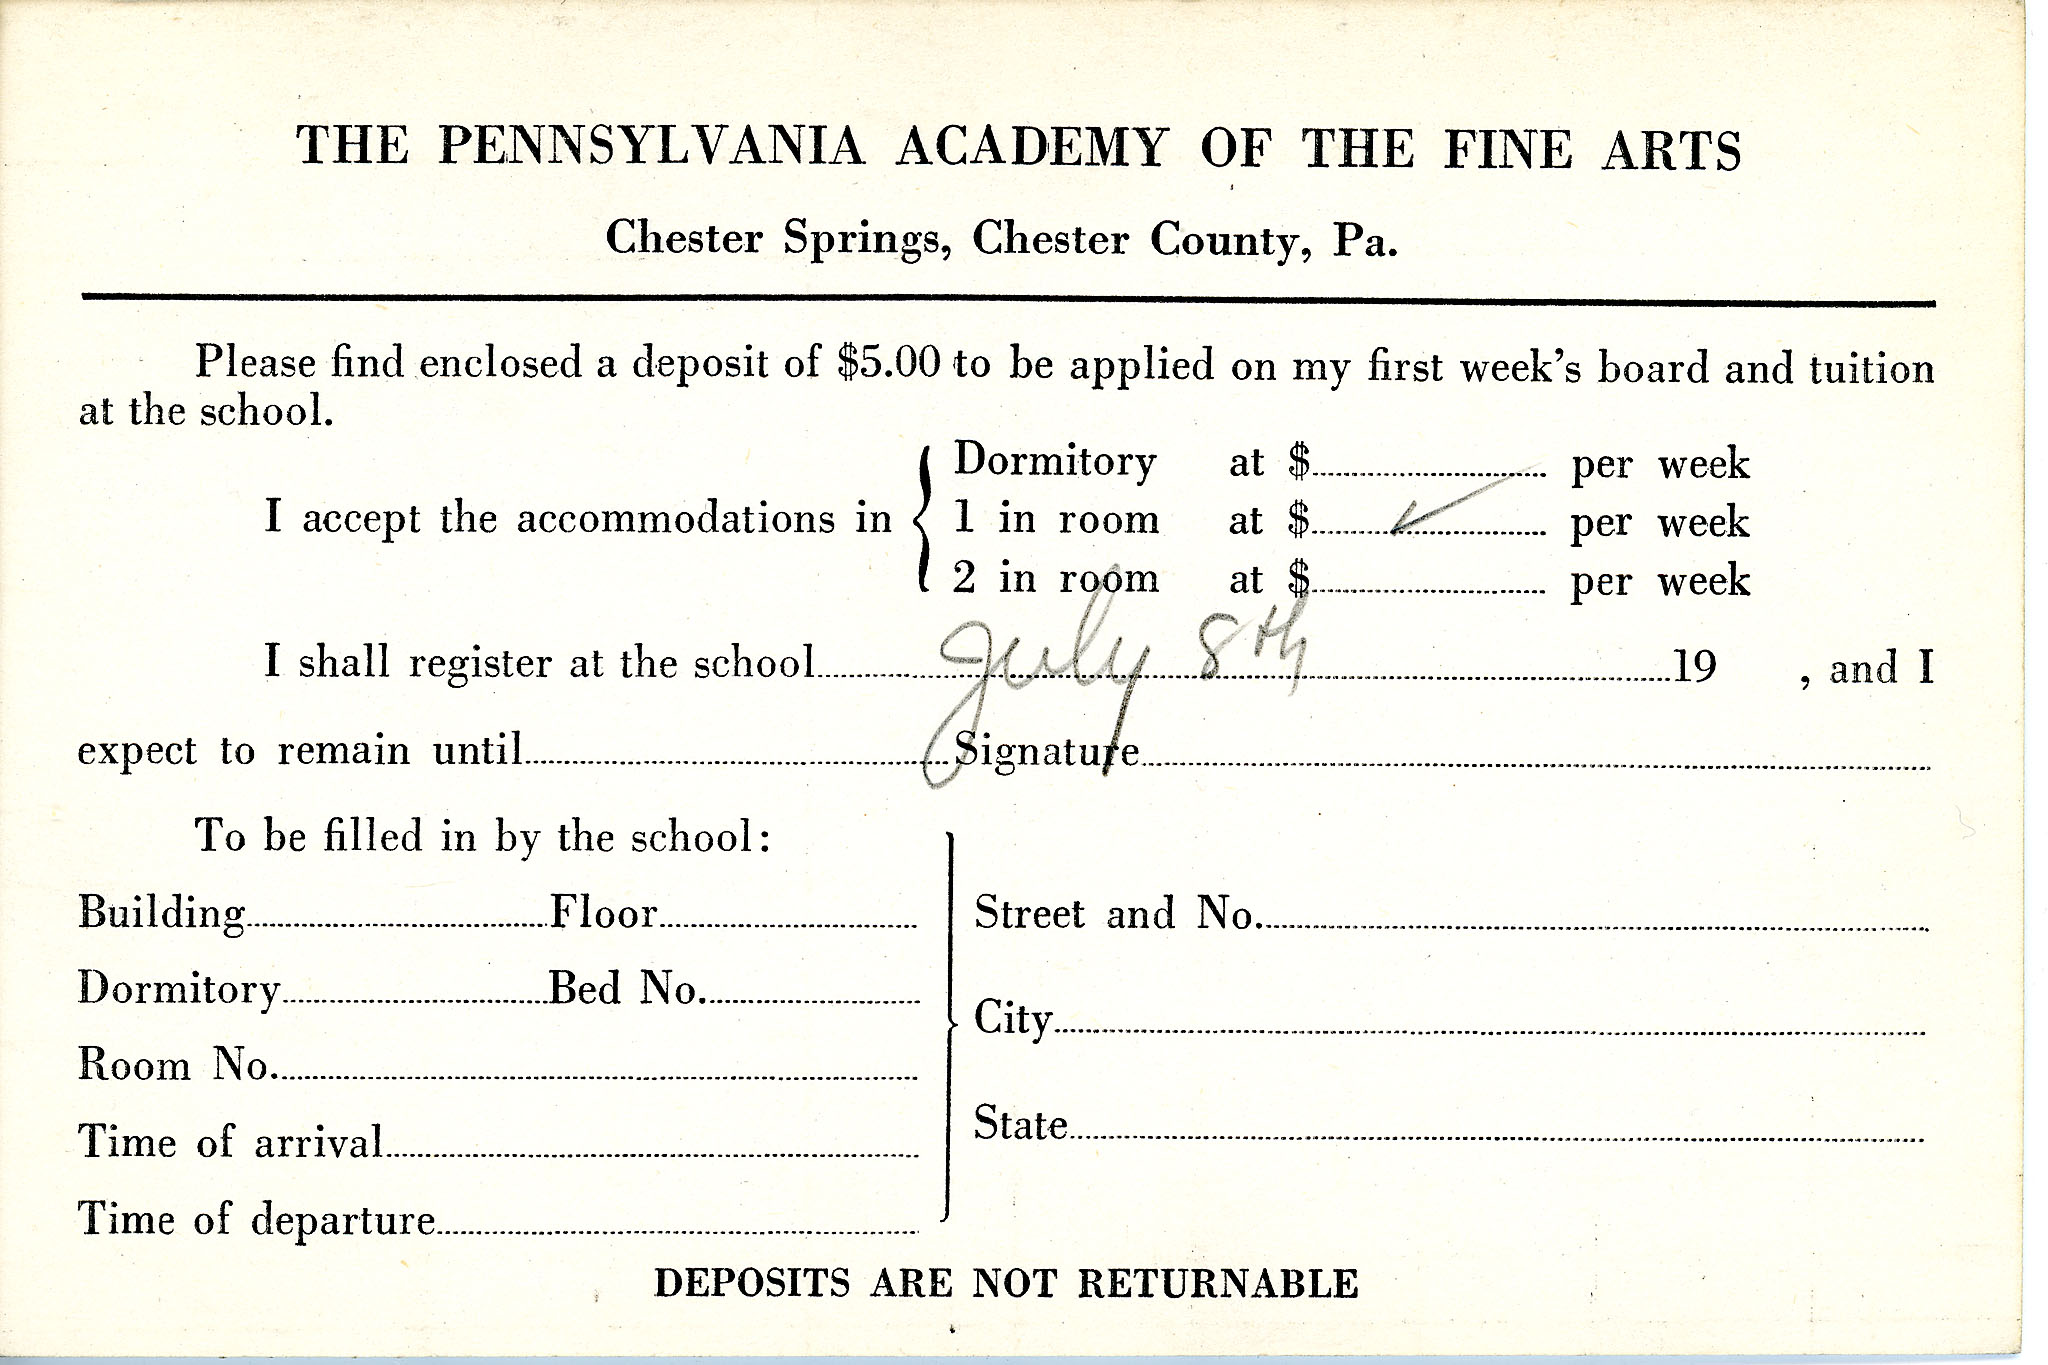 THE PENNSYLVANIA ACADEMY OF THE FINE ARTS
Chester Springs, Chester County, Pa.
Please find enclosed a deposit of $5.00 to be applied on my first week's board and tuition
at the school.
I accept the accommodations in
Dormitory at $ per week
1 in room at $ ✓ per week
2 in room at $ per week
I shall register at the school July 8th 19 , and I
expect to remain until Signature
To be filled in by the school:
Building Floor
Dormitory Bed No.
Room No.
Time of arrival
Time of departure
Street and No.
City
State
DEPOSITS ARE NOT RETURNABLE